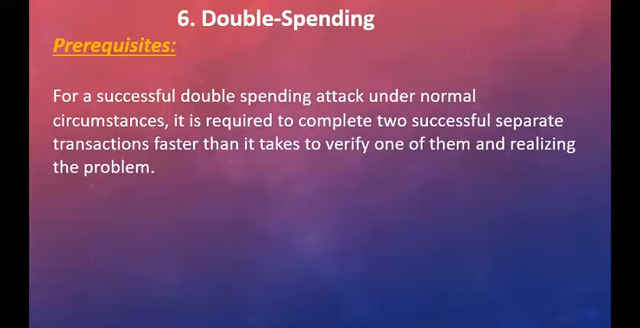 6. Double-Spending
Prerequisites:
For a successful double spending attack under normal
circumstances, it is required to complete two successful separate
transactions faster than it takes to verify one of them and realizing
the problem.